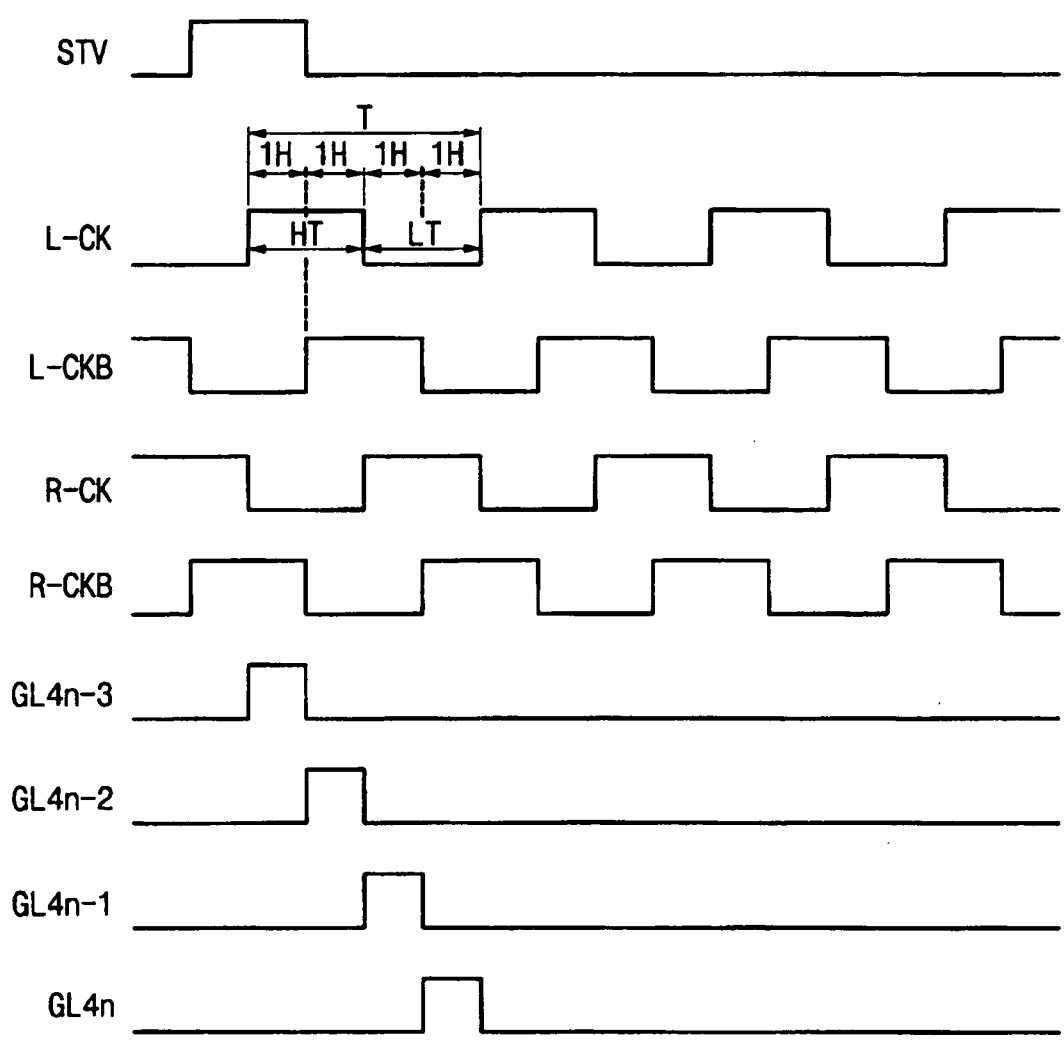 STV
T
1H 1H 1H 1H
L-CK
HT LT
L-CKB
R-CK
R-CKB
GL4n-3
GL4n-2
GL4n-1
GL4n